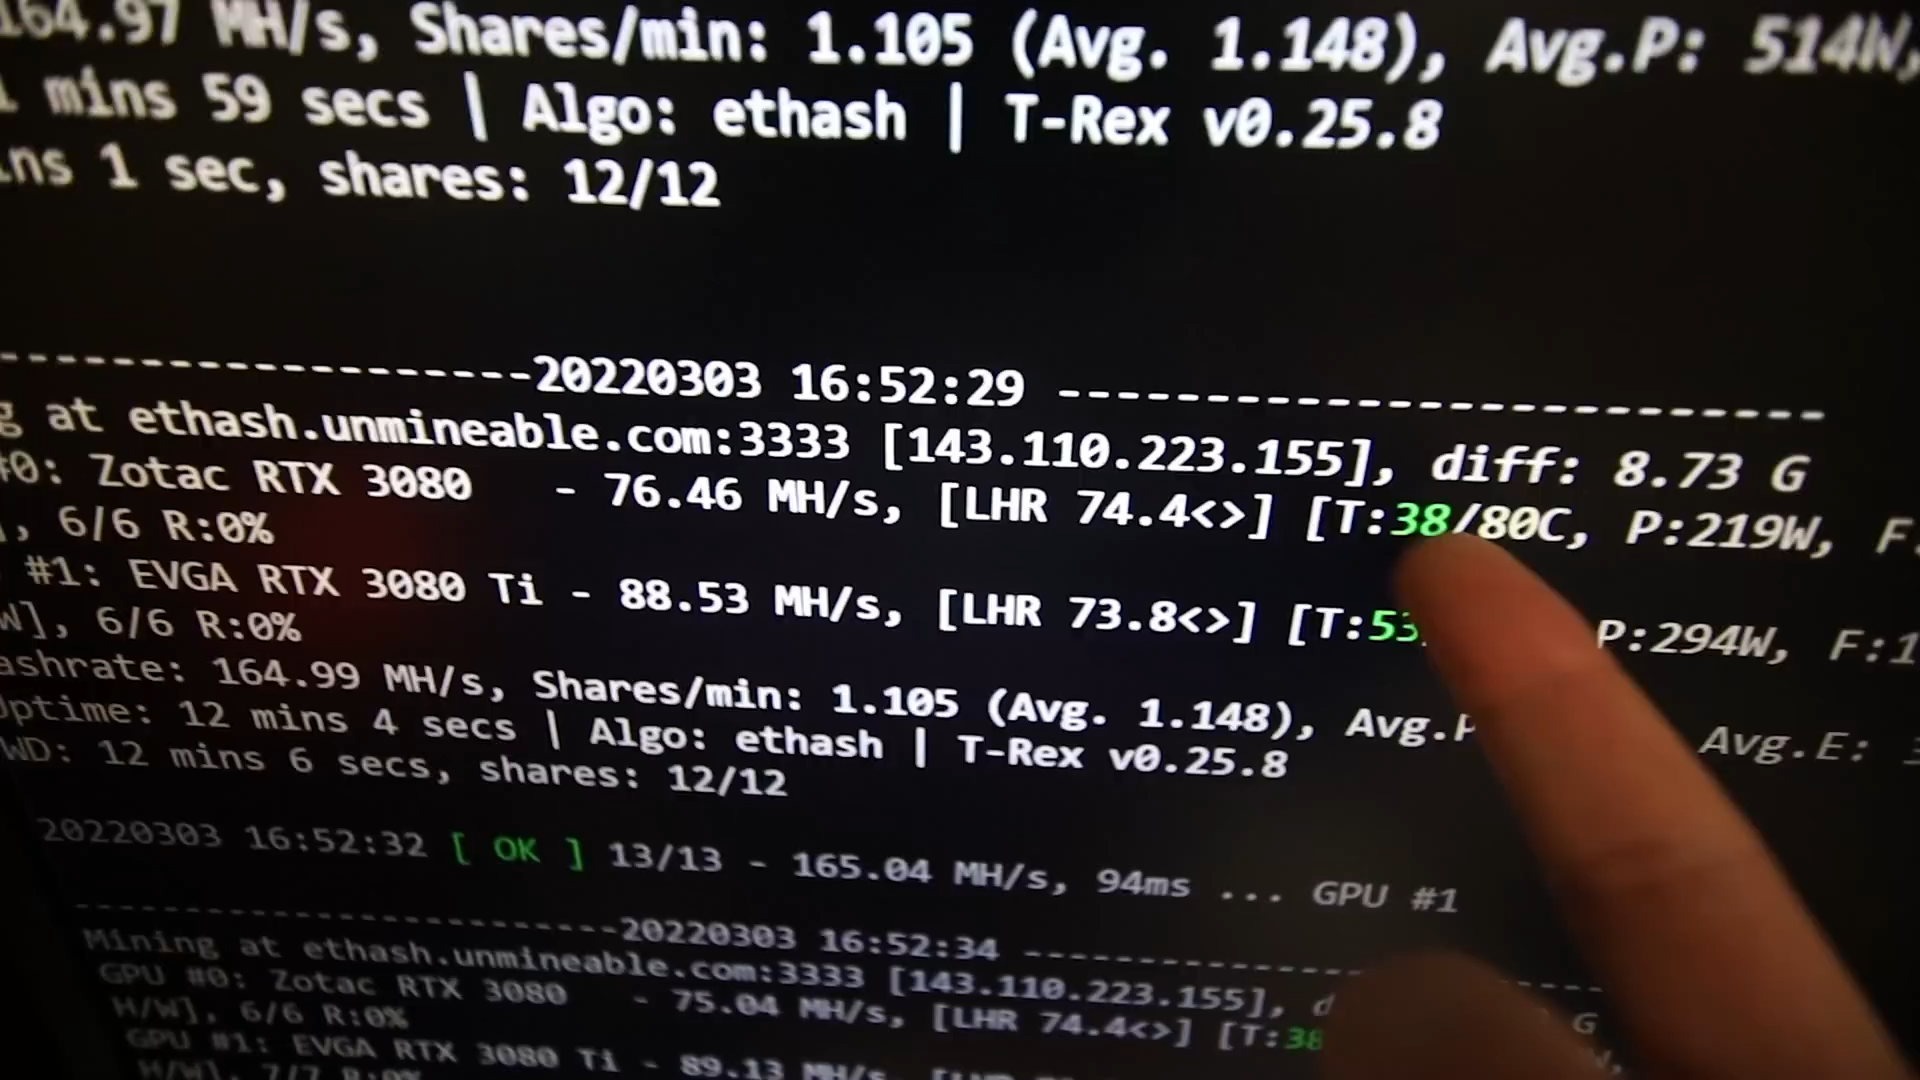 164.97 MH/s, Shares/min: 1.105 (Avg. 1.148), Avg.P: 514W,
mins 59 secs | Algo: ethash | T-Rex v0.25.8
ns 1 sec, shares: 12/12
--------------------20220303 16:52:29 -------------------------
g at ethash.unmineable.com:3333 [143.110.223.155], diff: 8.73 G
#0: Zotac RTX 3080 - 76.46 MH/s, [LHR 74.4<>] [T:38/80C, P:219W, F:
], 6/6 R:0%
#1: EVGA RTX 3080 Ti - 88.53 MH/s, [LHR 73.8<>] [T:53 P:294W, F:1
W], 6/6 R:0%
ashrate: 164.99 MH/s, Shares/min: 1.105 (Avg. 1.148), Avg.P Avg.E:
Uptime: 12 mins 4 secs | Algo: ethash | T-Rex v0.25.8
WD: 12 mins 6 secs, shares: 12/12
20220303 16:52:32 [ OK ] 13/13 - 165.04 MH/s, 94ms ... GPU #1
--------------------20220303 16:52:34 -------------------------
Mining at ethash.unmineable.com:3333 [143.110.223.155], d G
GPU #0: Zotac RTX 3080 - 75.04 MH/s, [LHR 74.4<>] [T:38 W,
H/W], 6/6 R:0%
GPU #1: EVGA RTX 3080 Ti - 89.13 MH/s,
H/W], 7/7 R:0%